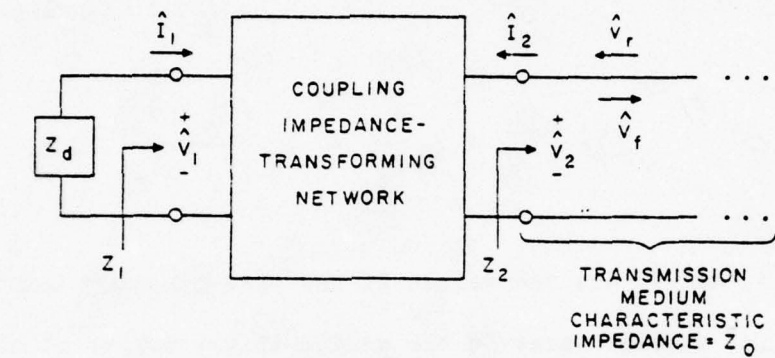 Î₁
Î₂
V̂r
V̂f
Zd
+
V̂₁
-
COUPLING
IMPEDANCE-
TRANSFORMING
NETWORK
+
V̂₂
-
Z₁
Z₂
TRANSMISSION
MEDIUM
CHARACTERISTIC
IMPEDANCE = Z₀